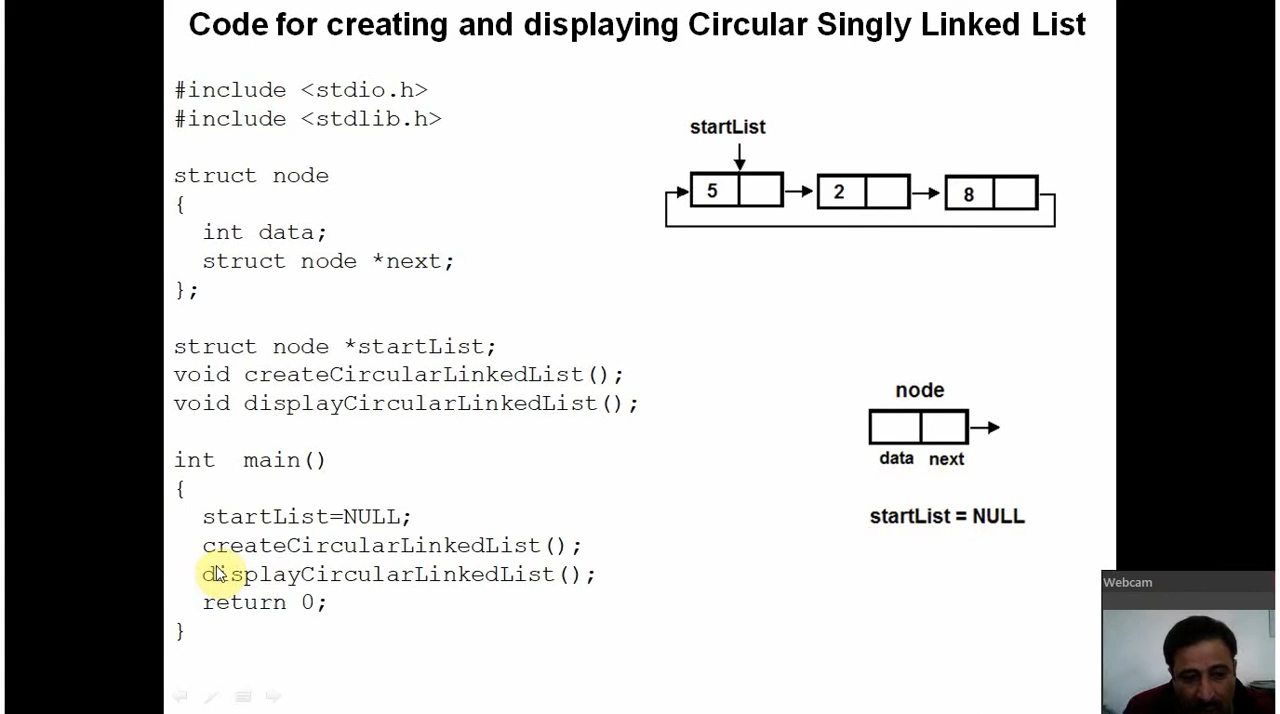 Code for creating and displaying Circular Singly Linked List
#include <stdio.h>
#include <stdlib.h>
struct node
{
int data;
struct node *next;
};
struct node *startList;
void createCircularLinkedList();
void displayCircularLinkedList();
int main()
{
startList=NULL;
createCircularLinkedList();
displayCircularLinkedList();
return 0;
}
startList
5 2 8
node
data next
startList = NULL
Webcam